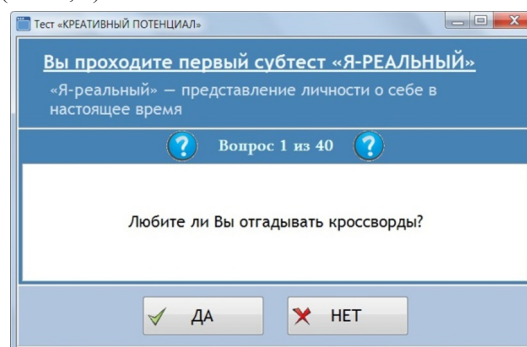 Тест «КРЕАТИВНЫЙ ПОТЕНЦИАЛ»
Вы проходите первый субтест «Я-РЕАЛЬНЫЙ»
«Я-реальный» — представление личности о себе в
настоящее время
Вопрос 1 из 40
Любите ли Вы отгадывать кроссворды?
ДА
НЕТ